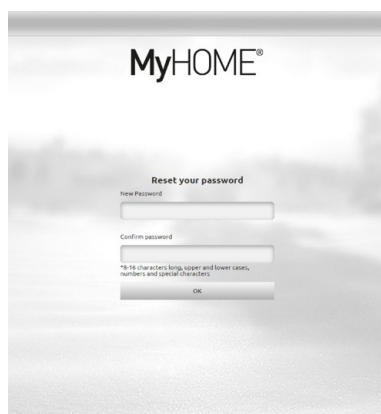 MyHOME®
Reset your password
New Password
Confirm password
*8-16 characters long, upper and lower cases,
numbers and special characters
OK